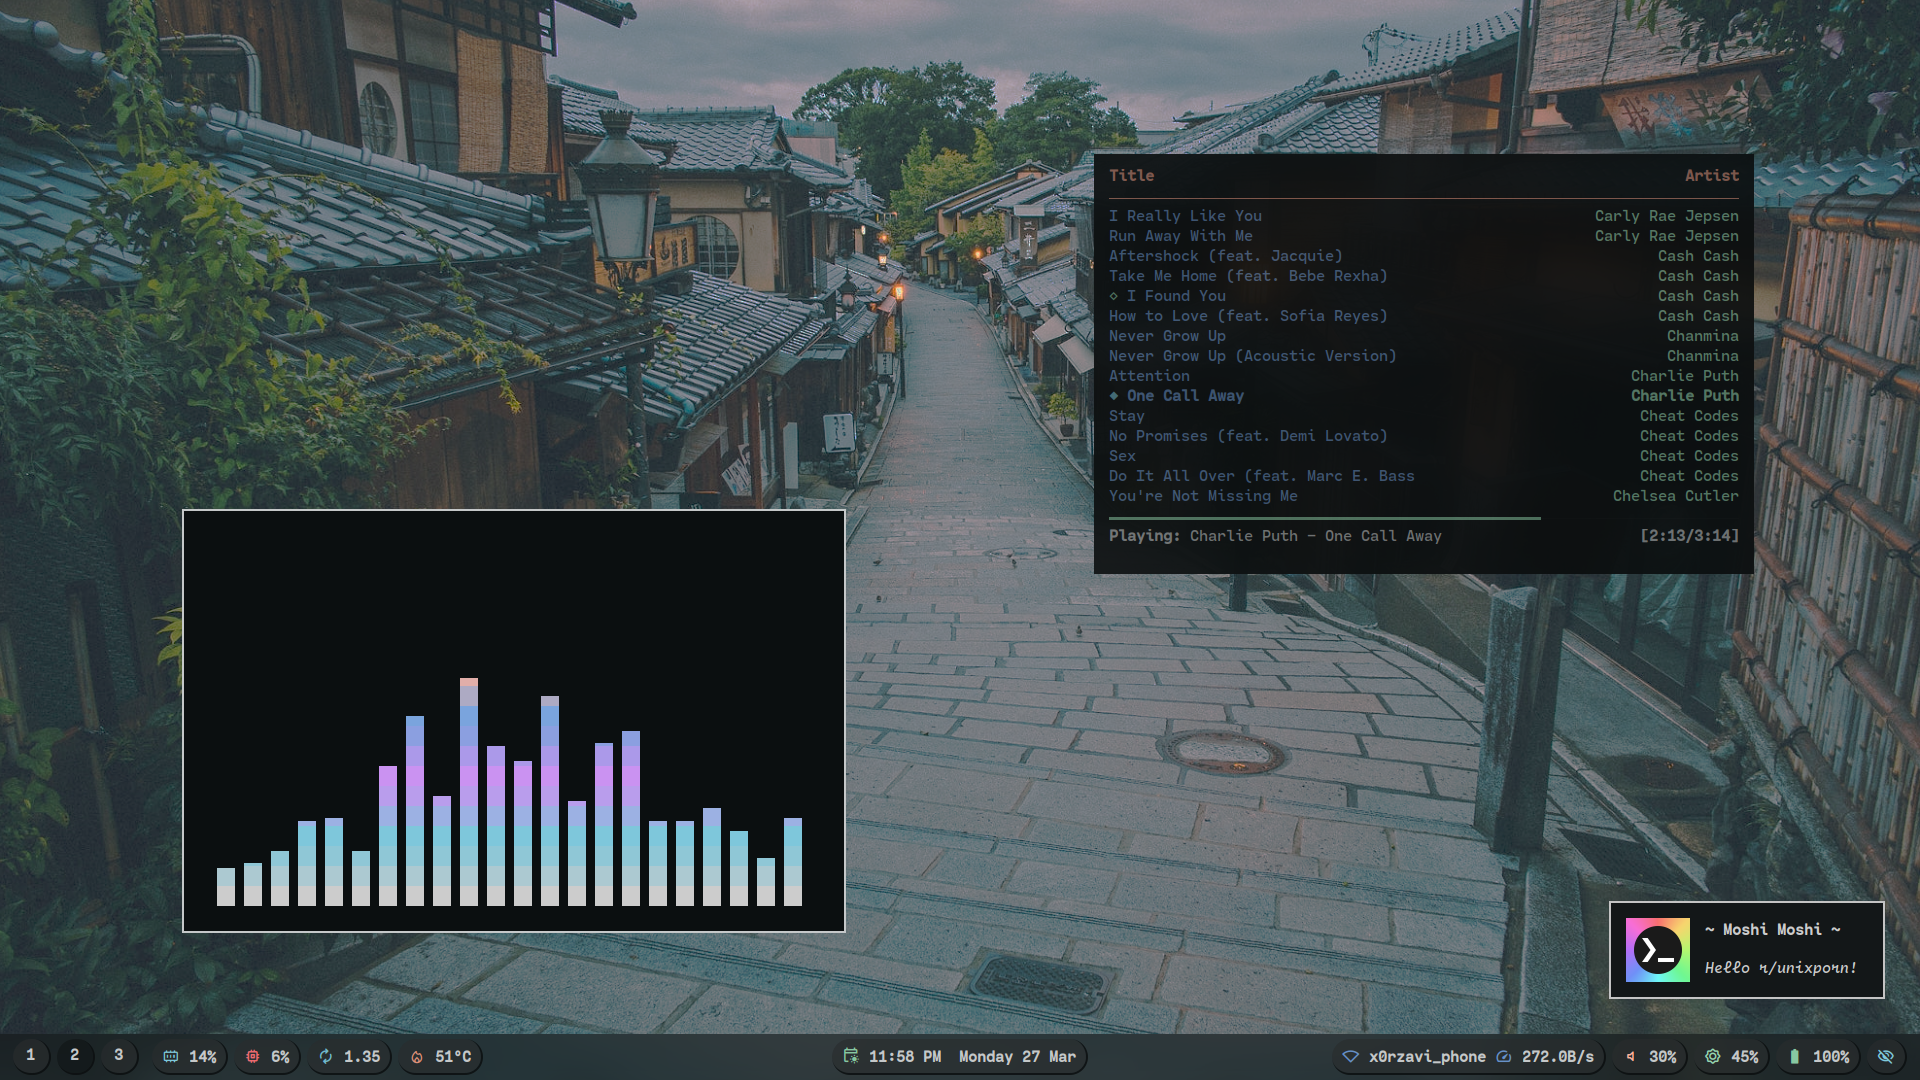 Title Artist
I Really Like You Carly Rae Jepsen
Run Away With Me Carly Rae Jepsen
Aftershock (feat. Jacquie) Cash Cash
Take Me Home (feat. Bebe Rexha) Cash Cash
◇ I Found You Cash Cash
How to Love (feat. Sofia Reyes) Cash Cash
Never Grow Up Chanmina
Never Grow Up (Acoustic Version) Chanmina
Attention Charlie Puth
◆ One Call Away Charlie Puth
Stay Cheat Codes
No Promises (feat. Demi Lovato) Cheat Codes
Sex Cheat Codes
Do It All Over (feat. Marc E. Bass Cheat Codes
You're Not Missing Me Chelsea Cutler
Playing: Charlie Puth - One Call Away [2:13/3:14]
~ Moshi Moshi ~
Hello r/unixporn!
1 2 3 14% 6% 1.35 51°C 11:58 PM Monday 27 Mar x0rzavi_phone 272.0B/s 30% 45% 100%